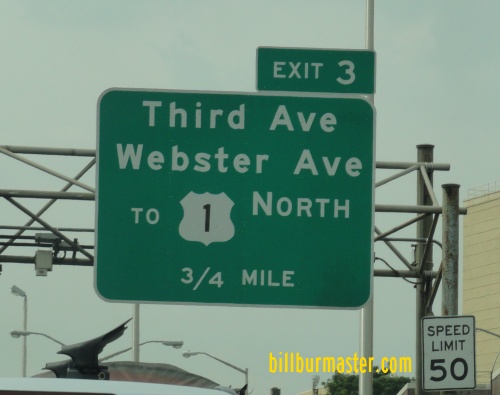 EXIT 3
Third Ave
Webster Ave
TO 1 NORTH
3/4 MILE
SPEED
LIMIT
50
billburmaster.com